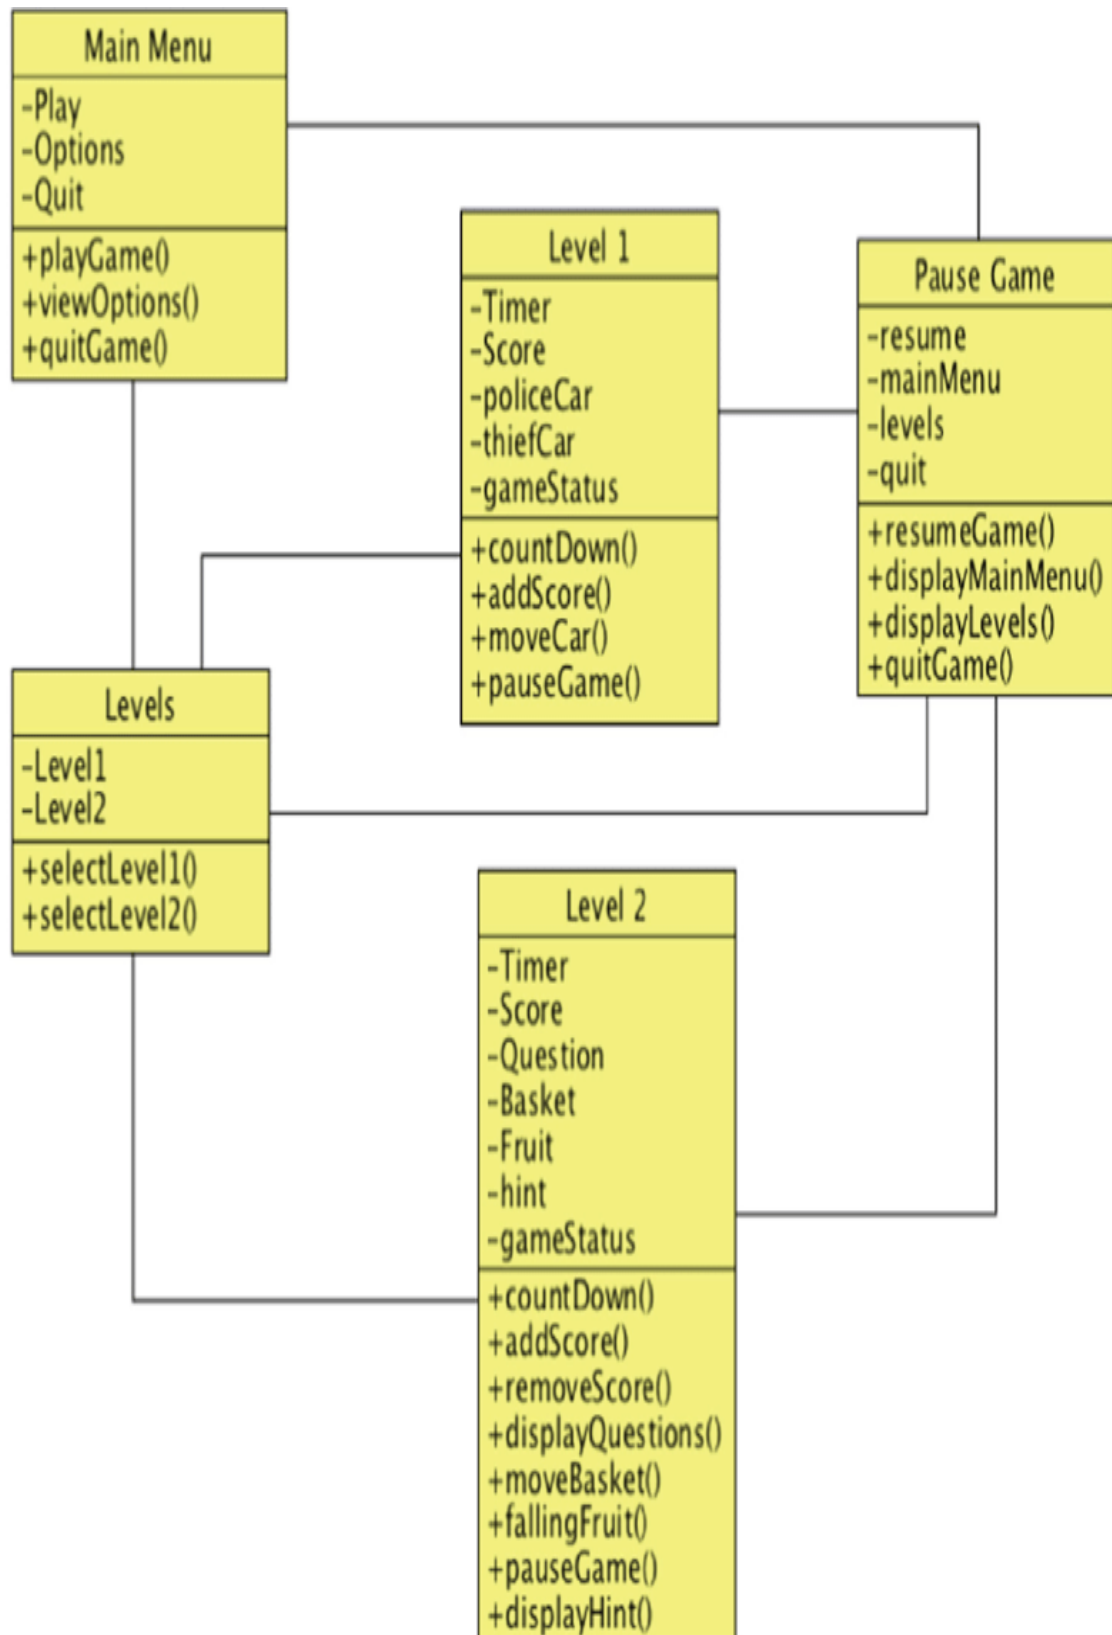 Main Menu
-Play
-Options
-Quit
+playGame()
+viewOptions()
+quitGame()
Level 1
-Timer
-Score
-policeCar
-thiefCar
-gameStatus
+countDown()
+addScore()
+moveCar()
+pauseGame()
Pause Game
-resume
-mainMenu
-levels
-quit
+resumeGame()
+displayMainMenu()
+displayLevels()
+quitGame()
Levels
-Level1
-Level2
+selectLevel1()
+selectLevel2()
Level 2
-Timer
-Score
-Question
-Basket
-Fruit
-hint
-gameStatus
+countDown()
+addScore()
+removeScore()
+displayQuestions()
+moveBasket()
+fallingFruit()
+pauseGame()
+displayHint()